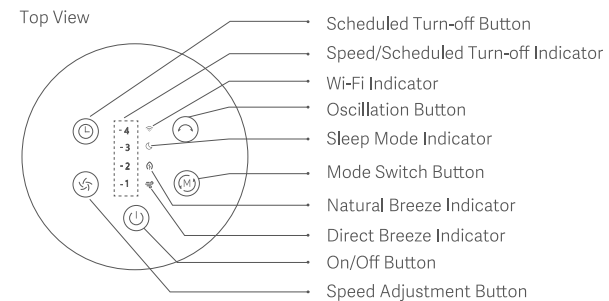 Top View
Scheduled Turn-off Button
Speed/Scheduled Turn-off Indicator
Wi-Fi Indicator
Oscillation Button
Sleep Mode Indicator
Mode Switch Button
Natural Breeze Indicator
Direct Breeze Indicator
On/Off Button
Speed Adjustment Button
-4
-3
-2
-1
M